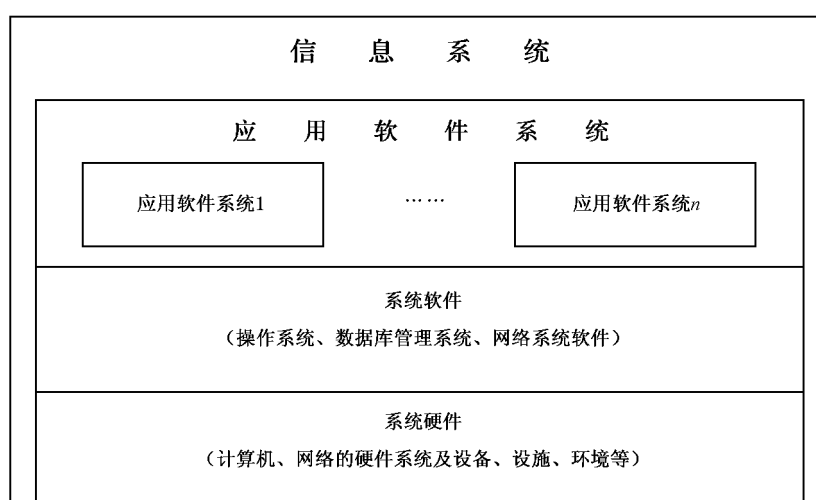 信息系统
应用软件系统
应用软件系统1 …… 应用软件系统n
系统软件
（操作系统、数据库管理系统、网络系统软件）
系统硬件
（计算机、网络的硬件系统及设备、设施、环境等）